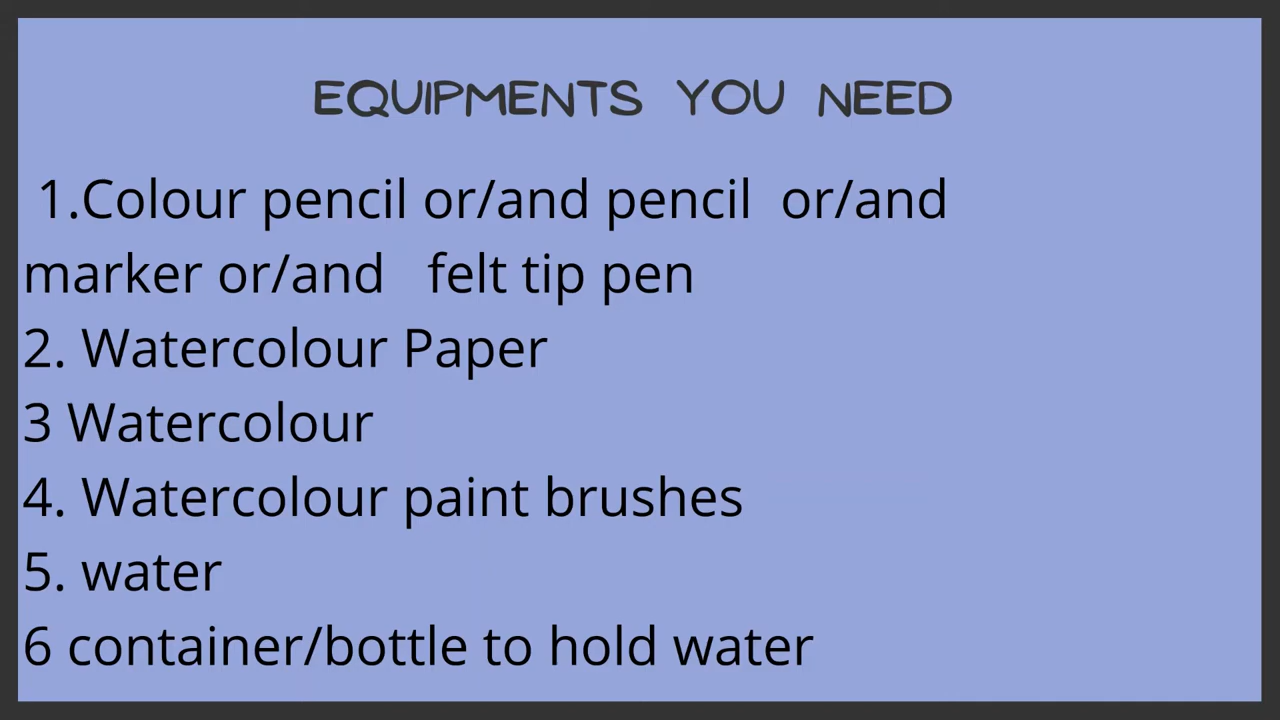 EQUIPMENTS YOU NEED
1.Colour pencil or/and pencil or/and
marker or/and felt tip pen
2. Watercolour Paper
3 Watercolour
4. Watercolour paint brushes
5. water
6 container/bottle to hold water